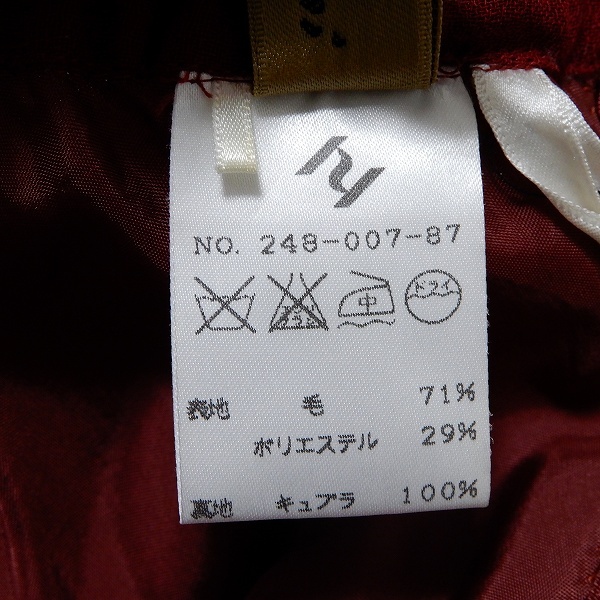 NO. 248-007-87
中 ドライ
表地 毛 71%
ポリエステル 29%
裏地 キュプラ 100%